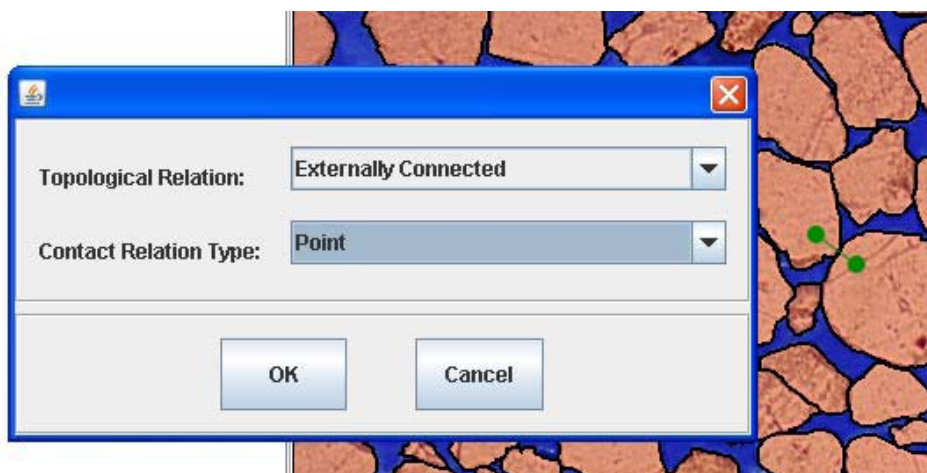 Topological Relation:
Externally Connected
Contact Relation Type:
Point
OK
Cancel